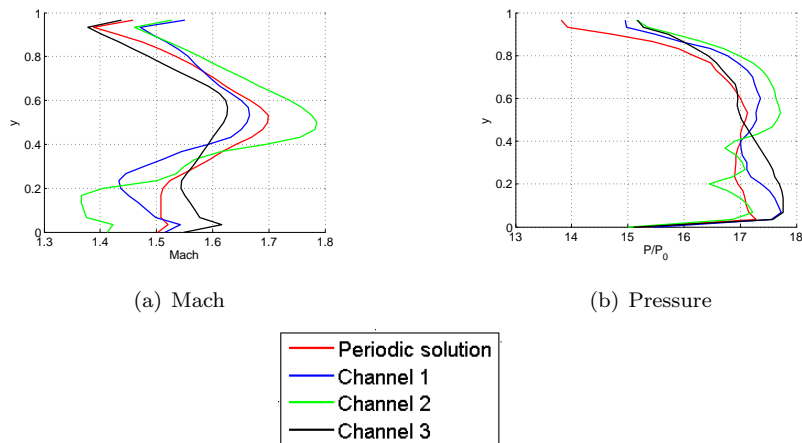 1
0.8
0.6
0.4
0.2
0
y
1.3 1.4 1.5 1.6 1.7 1.8
Mach
(a) Mach
1
0.8
0.6
0.4
0.2
0
y
13 14 15 16 17 18
P/P0
(b) Pressure
Periodic solution
Channel 1
Channel 2
Channel 3